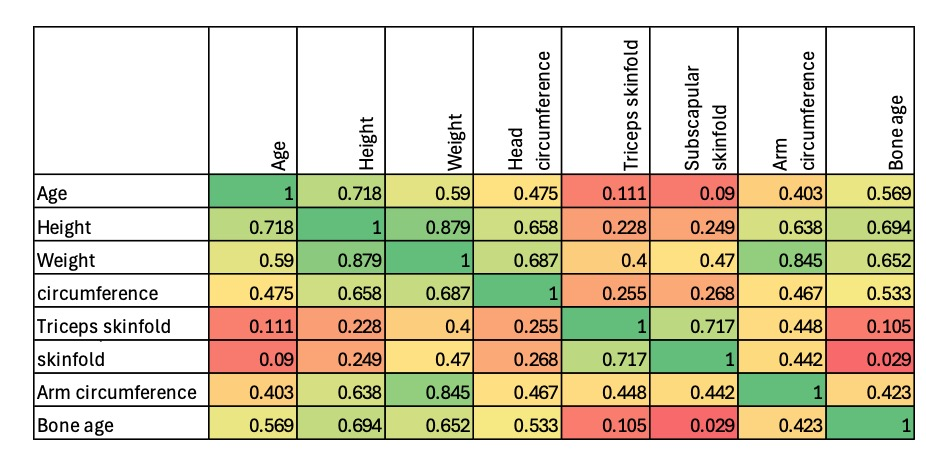 Age Height Weight Head circumference Triceps skinfold Subscapular skinfold Arm circumference Bone age
Age 1 0.718 0.59 0.475 0.111 0.09 0.403 0.569
Height 0.718 1 0.879 0.658 0.228 0.249 0.638 0.694
Weight 0.59 0.879 1 0.687 0.4 0.47 0.845 0.652
circumference 0.475 0.658 0.687 1 0.255 0.268 0.467 0.533
Triceps skinfold 0.111 0.228 0.4 0.255 1 0.717 0.448 0.105
skinfold 0.09 0.249 0.47 0.268 0.717 1 0.442 0.029
Arm circumference 0.403 0.638 0.845 0.467 0.448 0.442 1 0.423
Bone age 0.569 0.694 0.652 0.533 0.105 0.029 0.423 1